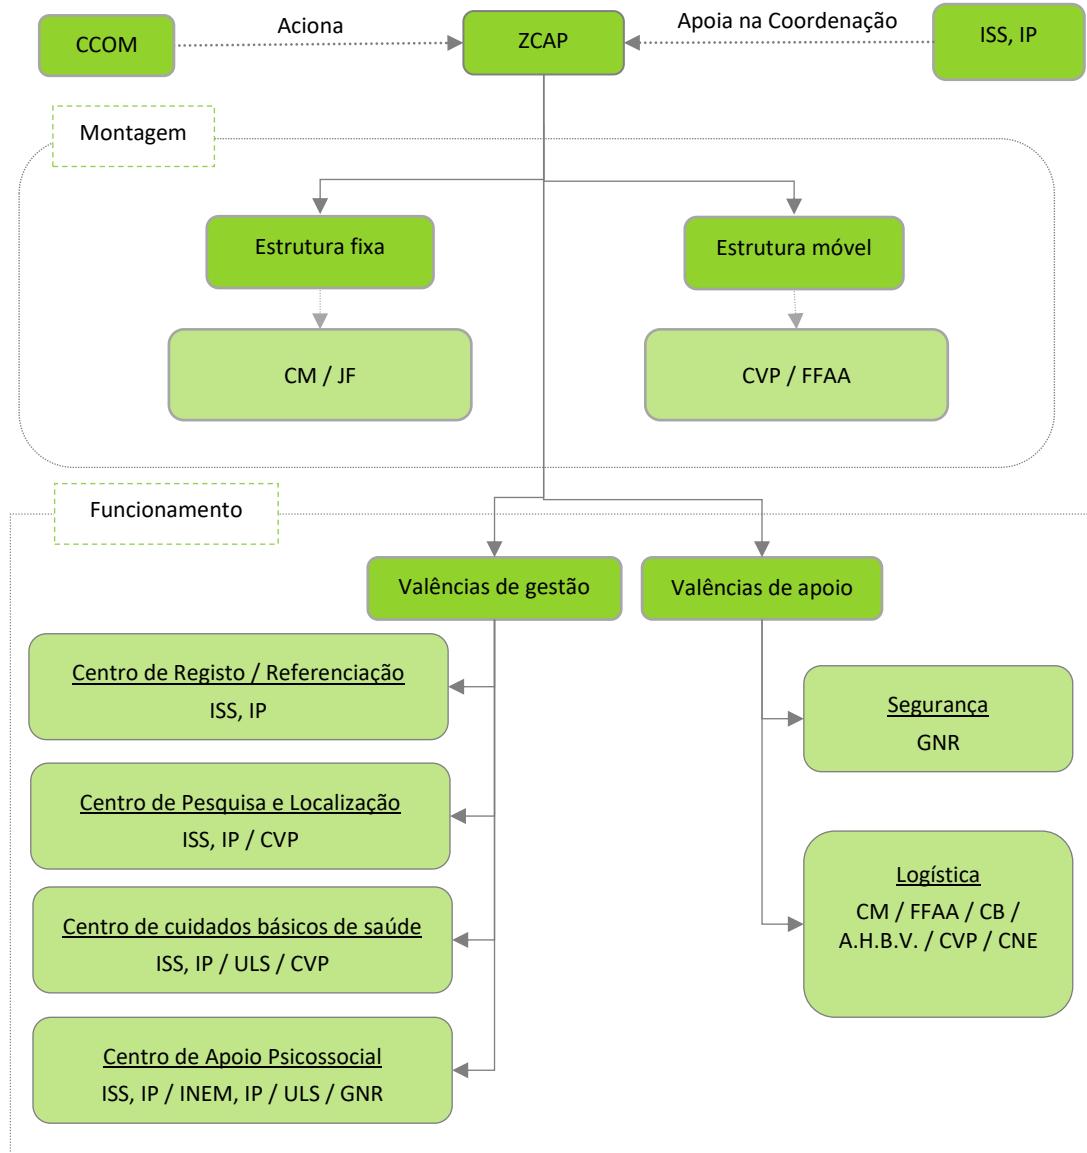 CCOM
Aciona
ZCAP
Apoia na Coordenação
ISS, IP
Montagem
Estrutura fixa
Estrutura móvel
CM / JF
CVP / FFAA
Funcionamento
Valências de gestão
Valências de apoio
Centro de Registo / Referenciação
ISS, IP
Centro de Pesquisa e Localização
ISS, IP / CVP
Centro de cuidados básicos de saúde
ISS, IP / ULS / CVP
Centro de Apoio Psicossocial
ISS, IP / INEM, IP / ULS / GNR
Segurança
GNR
Logística
CM / FFAA / CB /
A.H.B.V. / CVP / CNE